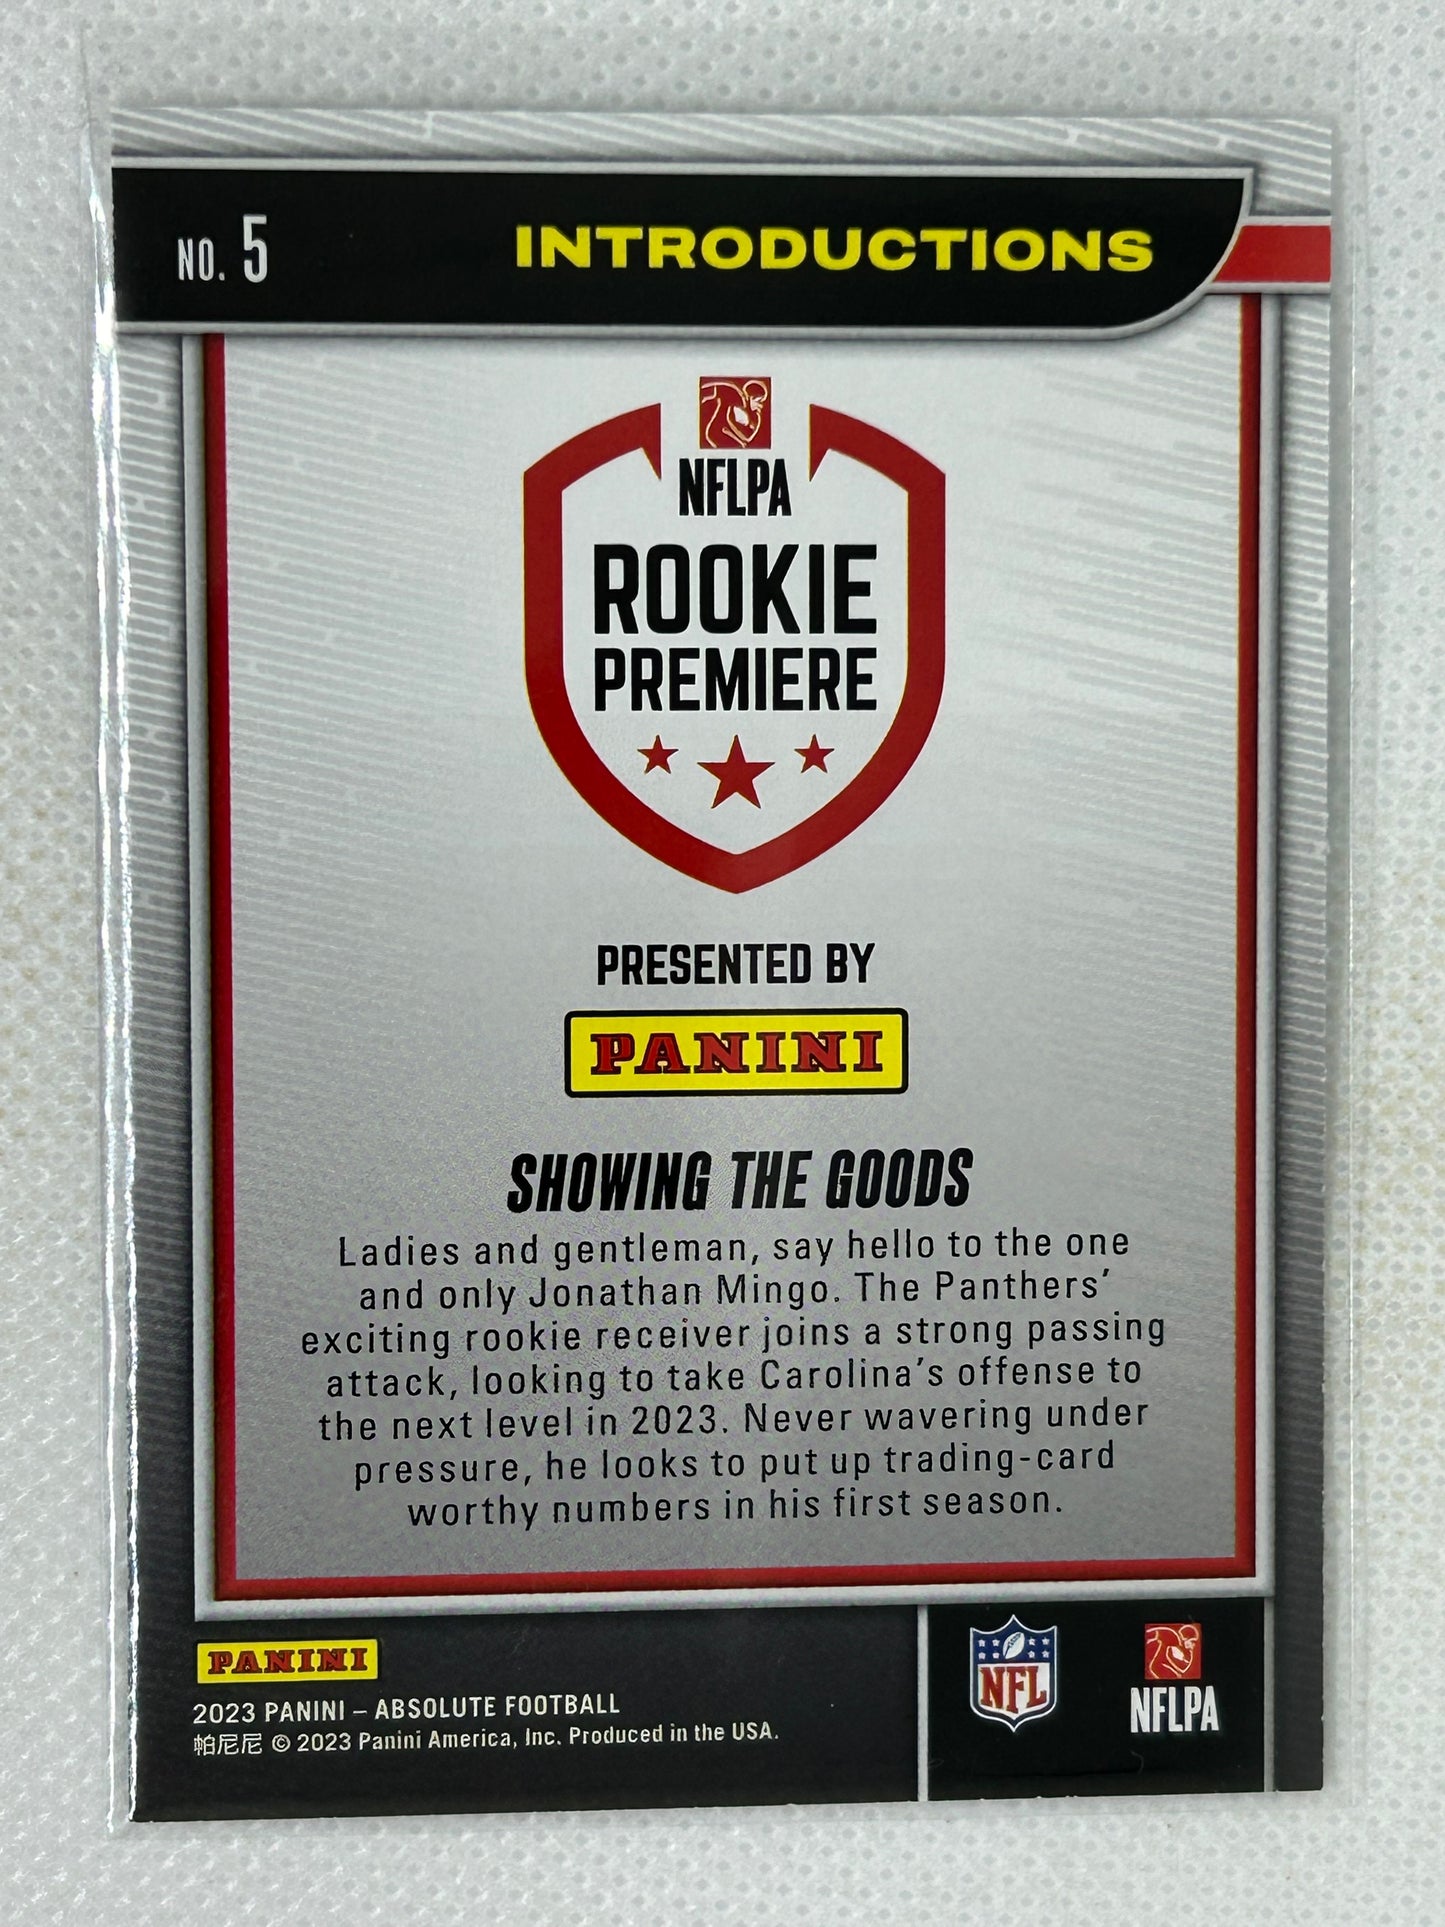 NO. 5
INTRODUCTIONS
NFLPA
ROOKIE
PREMIERE
PRESENTED BY
PANINI
SHOWING THE GOODS
Ladies and gentleman, say hello to the one
and only Jonathan Mingo. The Panthers'
exciting rookie receiver joins a strong passing
attack, looking to take Carolina's offense to
the next level in 2023. Never wavering under
pressure, he looks to put up trading-card
worthy numbers in his first season.
PANINI
2023 PANINI – ABSOLUTE FOOTBALL
帕尼尼 © 2023 Panini America, Inc. Produced in the USA.
NFL
NFLPA